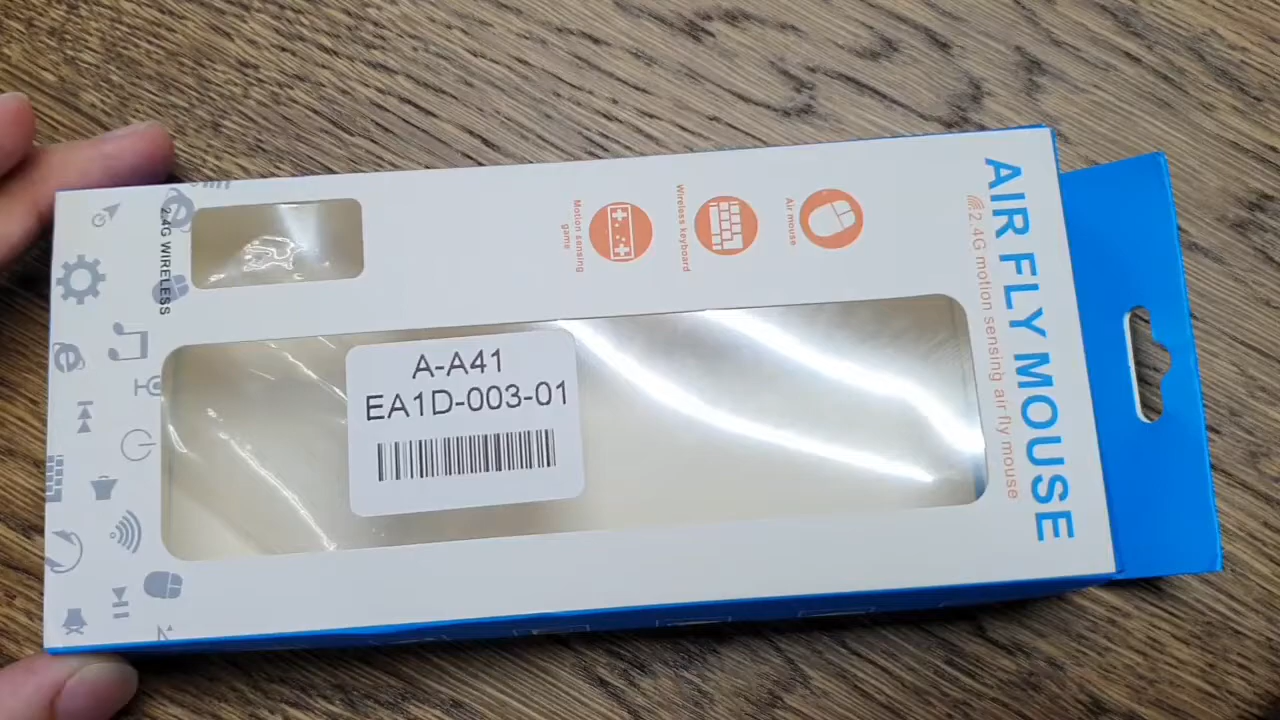 AIR FLY MOUSE
2.4G motion sensing air fly mouse
Air mouse
Wireless keyboard
Motion sensing
game
2.4G WIRELESS
A-A41
EA1D-003-01